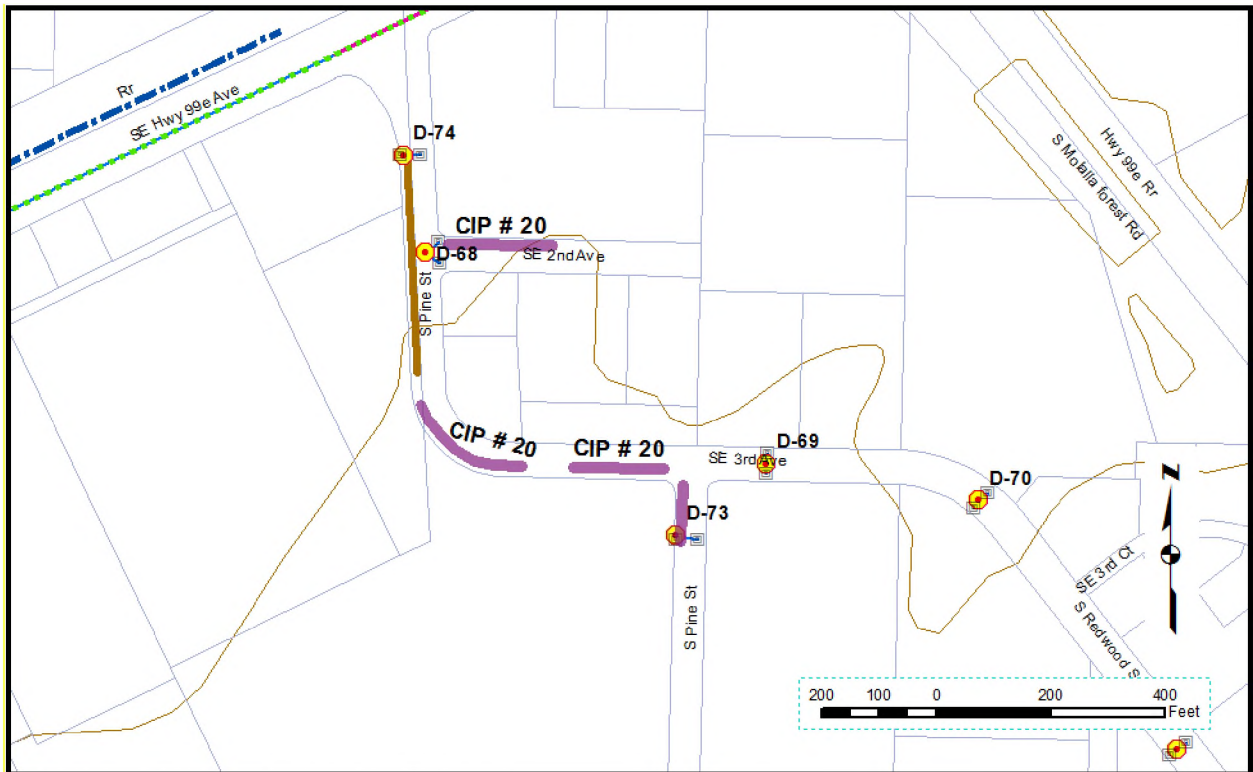 Rr
SE Hwy 99e Ave
D-74
CIP # 20
D-68
SE 2nd Ave
S Pine St
S Molalla forest Rd
Hwy 99e Rr
CIP # 20
CIP # 20
D-69
SE 3rd Ave
D-70
D-73
N
SE 3rd Ct
S Pine St
S Redwood S
200 100 0 200 400
Feet